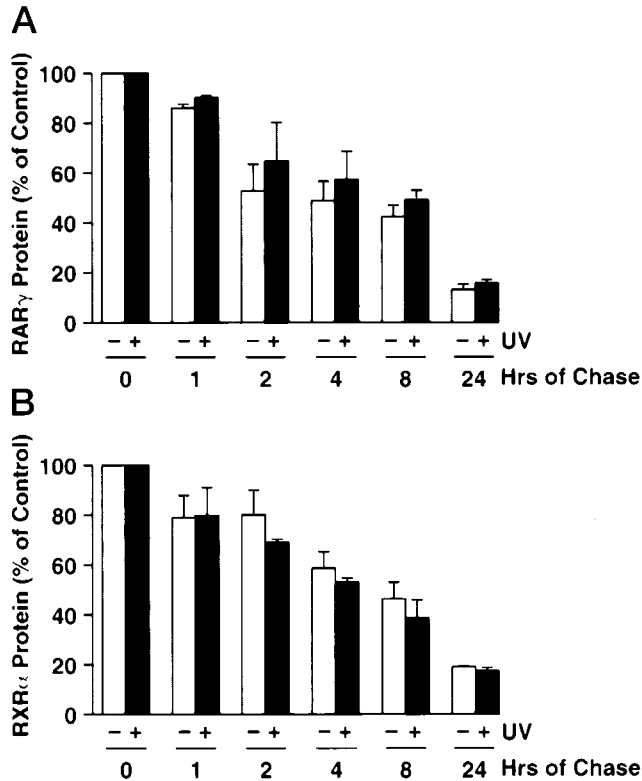 A
RARγ Protein (% of Control)
100
80
60
40
20
0
− + − + − + − + − + − + UV
0 1 2 4 8 24 Hrs of Chase
B
RXRα Protein (% of Control)
100
80
60
40
20
0
− + − + − + − + − + − + UV
0 1 2 4 8 24 Hrs of Chase